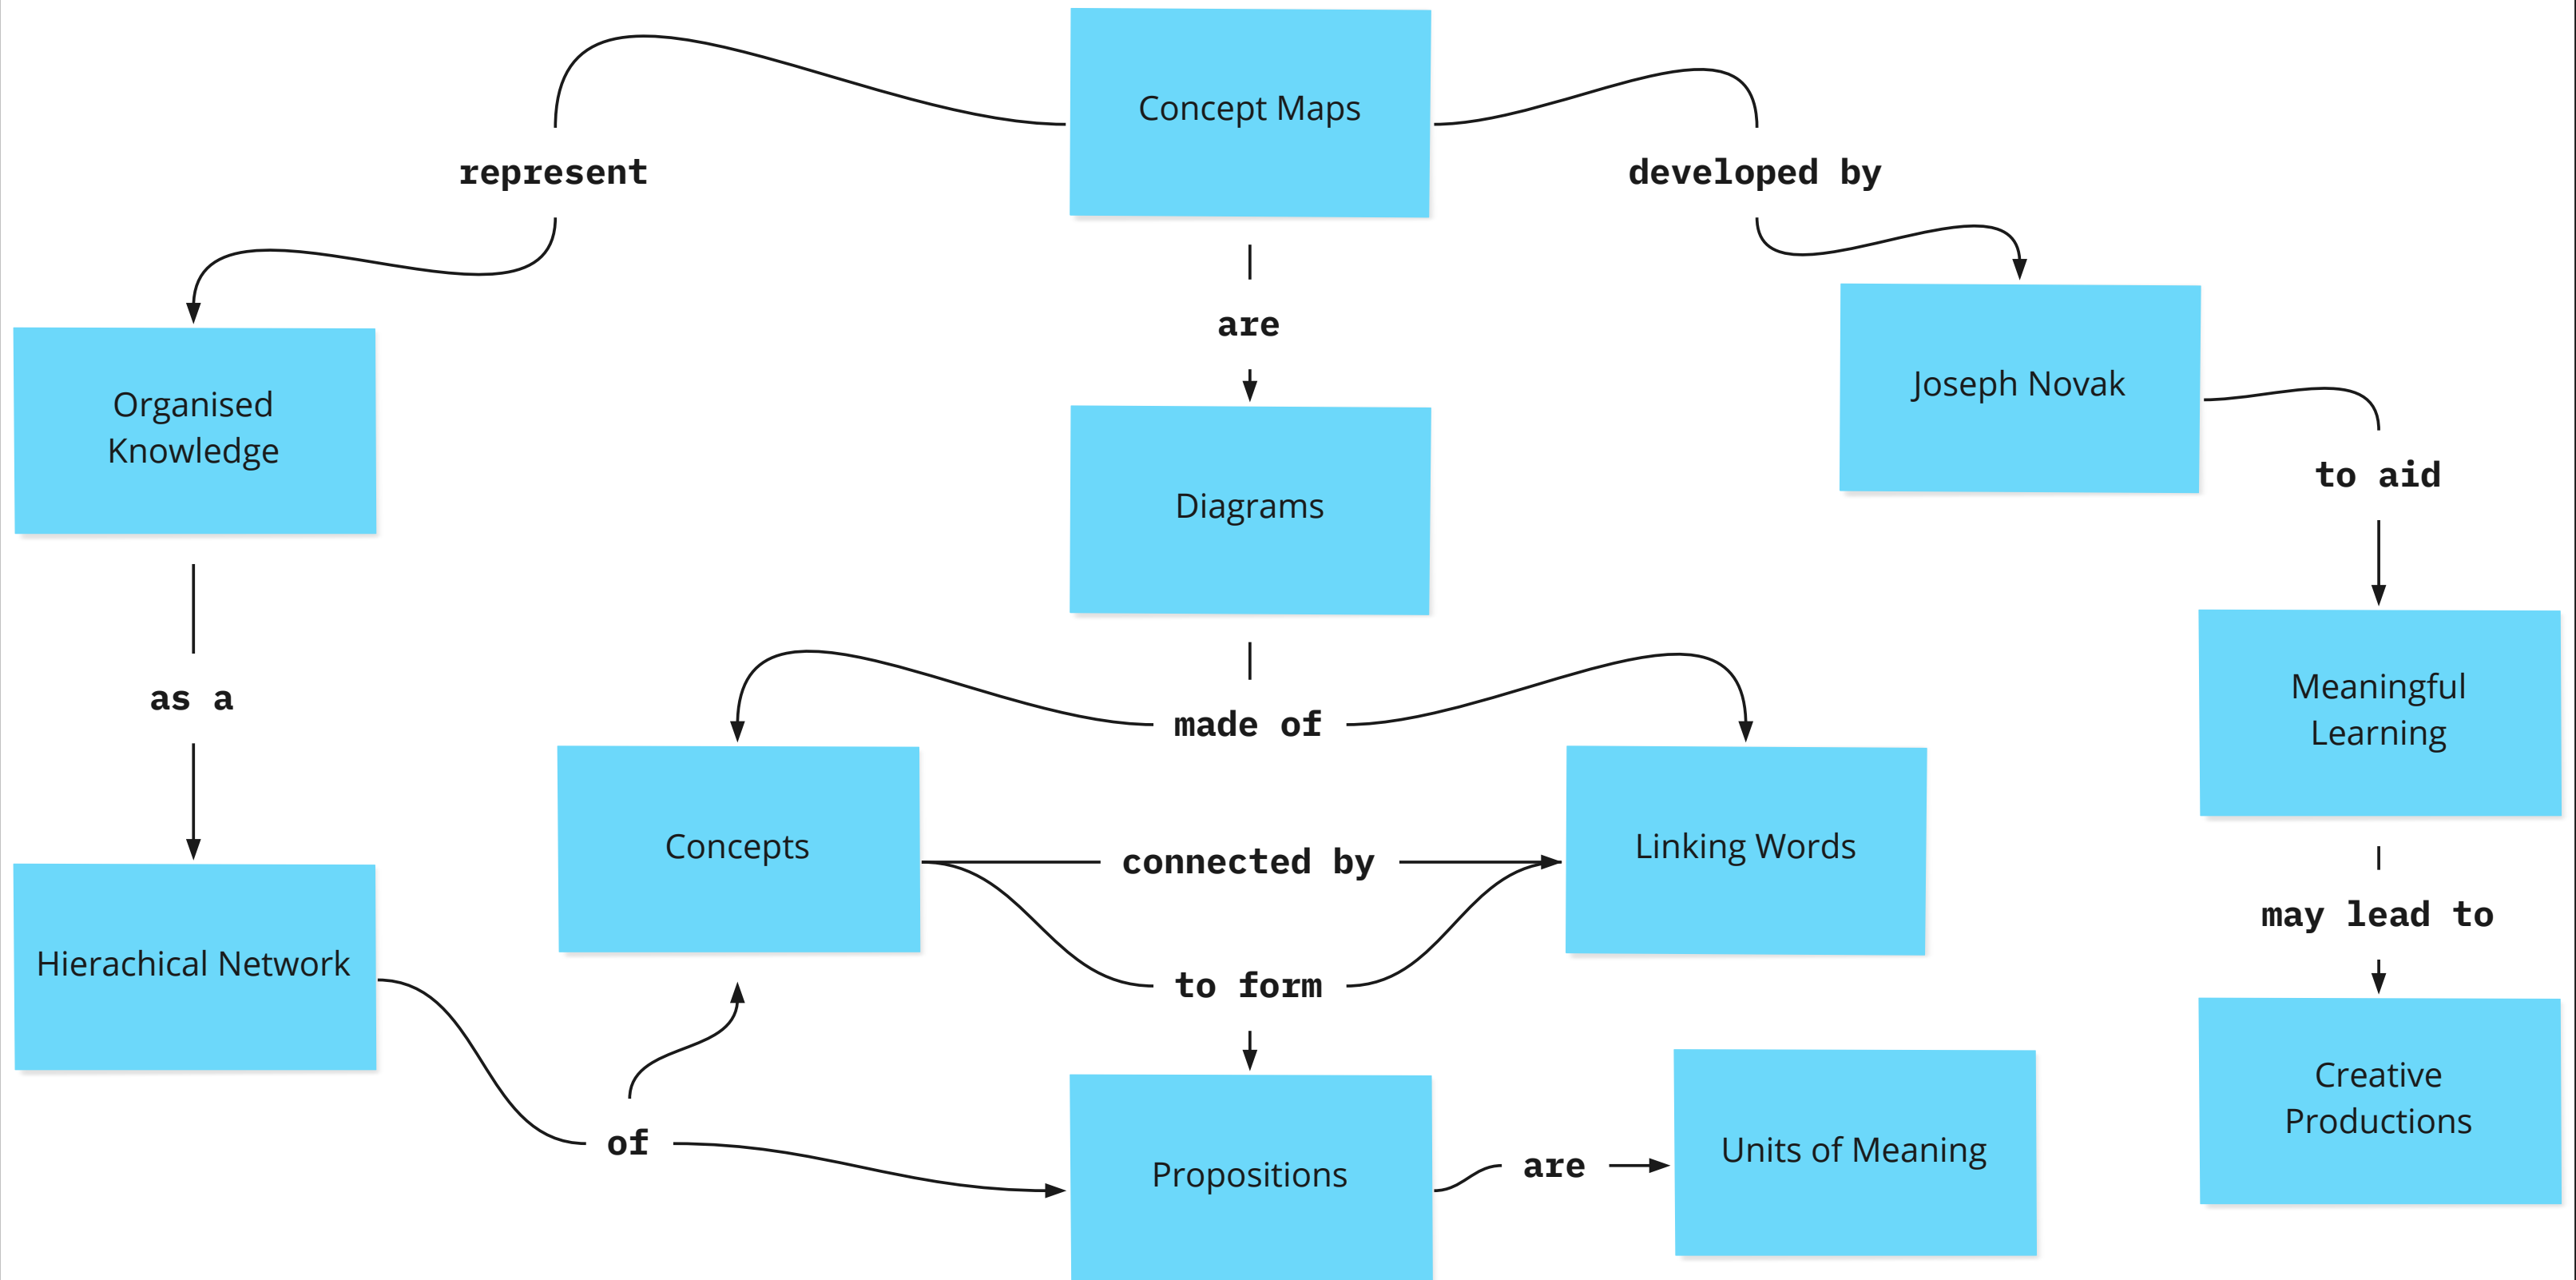 Concept Maps
represent
developed by
are
Organised
Knowledge
Joseph Novak
to aid
Diagrams
as a
made of
Meaningful
Learning
Concepts
connected by
Linking Words
may lead to
Hierachical Network
to form
of
Propositions
are
Units of Meaning
Creative
Productions